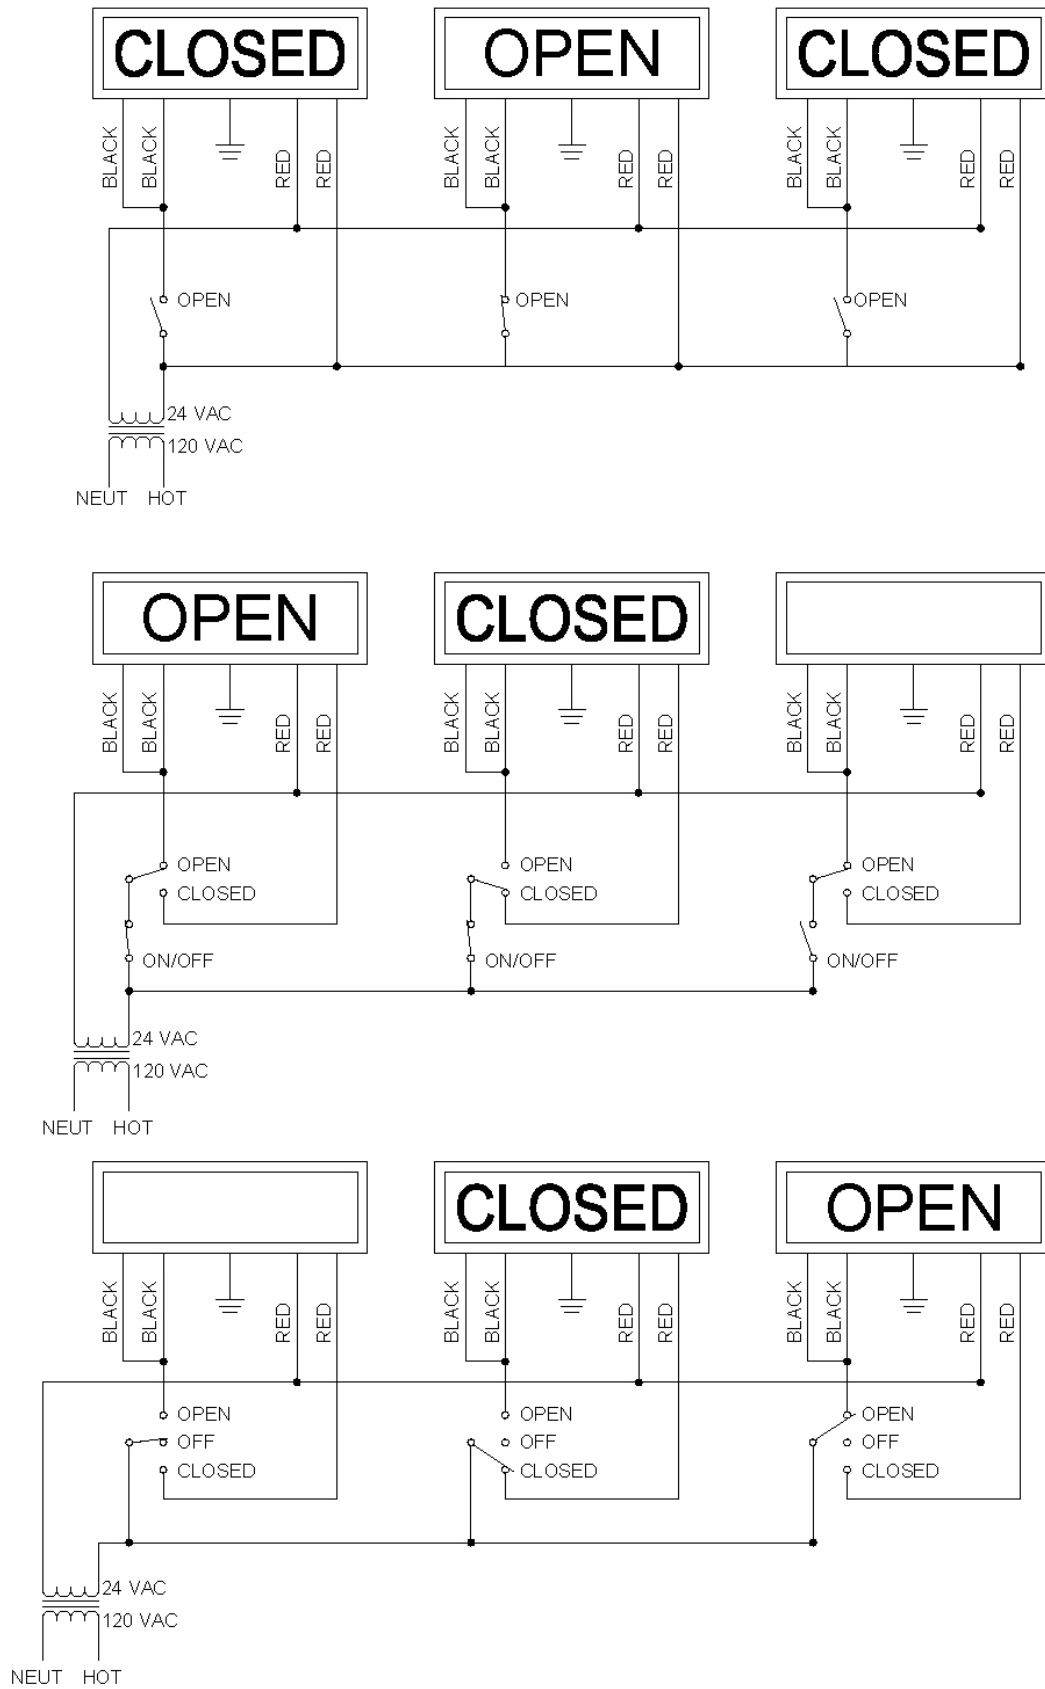 CLOSED OPEN CLOSED
BLACK BLACK RED RED BLACK BLACK RED RED BLACK BLACK RED RED
OPEN OPEN OPEN
24 VAC
120 VAC
NEUT HOT
OPEN CLOSED
BLACK BLACK RED RED BLACK BLACK RED RED BLACK BLACK RED RED
OPEN OPEN OPEN
CLOSED CLOSED CLOSED
ON/OFF ON/OFF ON/OFF
24 VAC
120 VAC
NEUT HOT
CLOSED OPEN
BLACK BLACK RED RED BLACK BLACK RED RED BLACK BLACK RED RED
OPEN OPEN OPEN
OFF OFF OFF
CLOSED CLOSED CLOSED
24 VAC
120 VAC
NEUT HOT